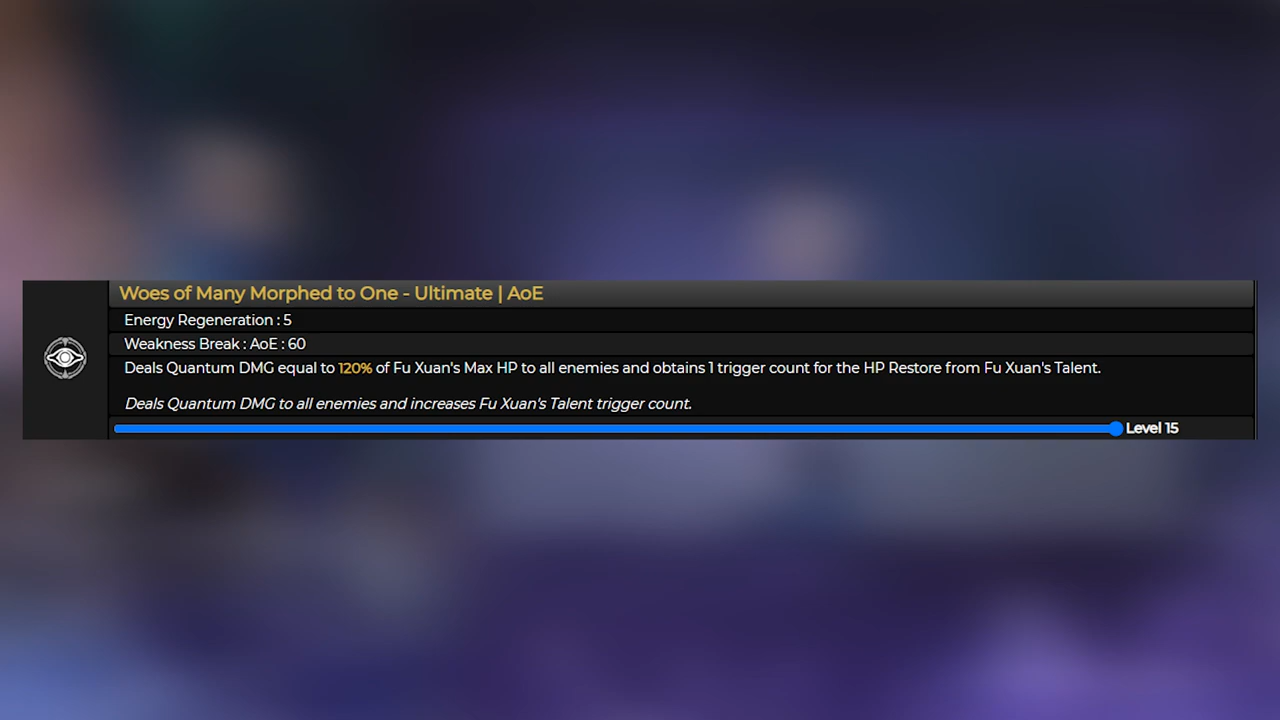 Woes of Many Morphed to One - Ultimate | AoE
Energy Regeneration : 5
Weakness Break : AoE : 60
Deals Quantum DMG equal to 120% of Fu Xuan's Max HP to all enemies and obtains 1 trigger count for the HP Restore from Fu Xuan's Talent.
Deals Quantum DMG to all enemies and increases Fu Xuan's Talent trigger count.
Level 15